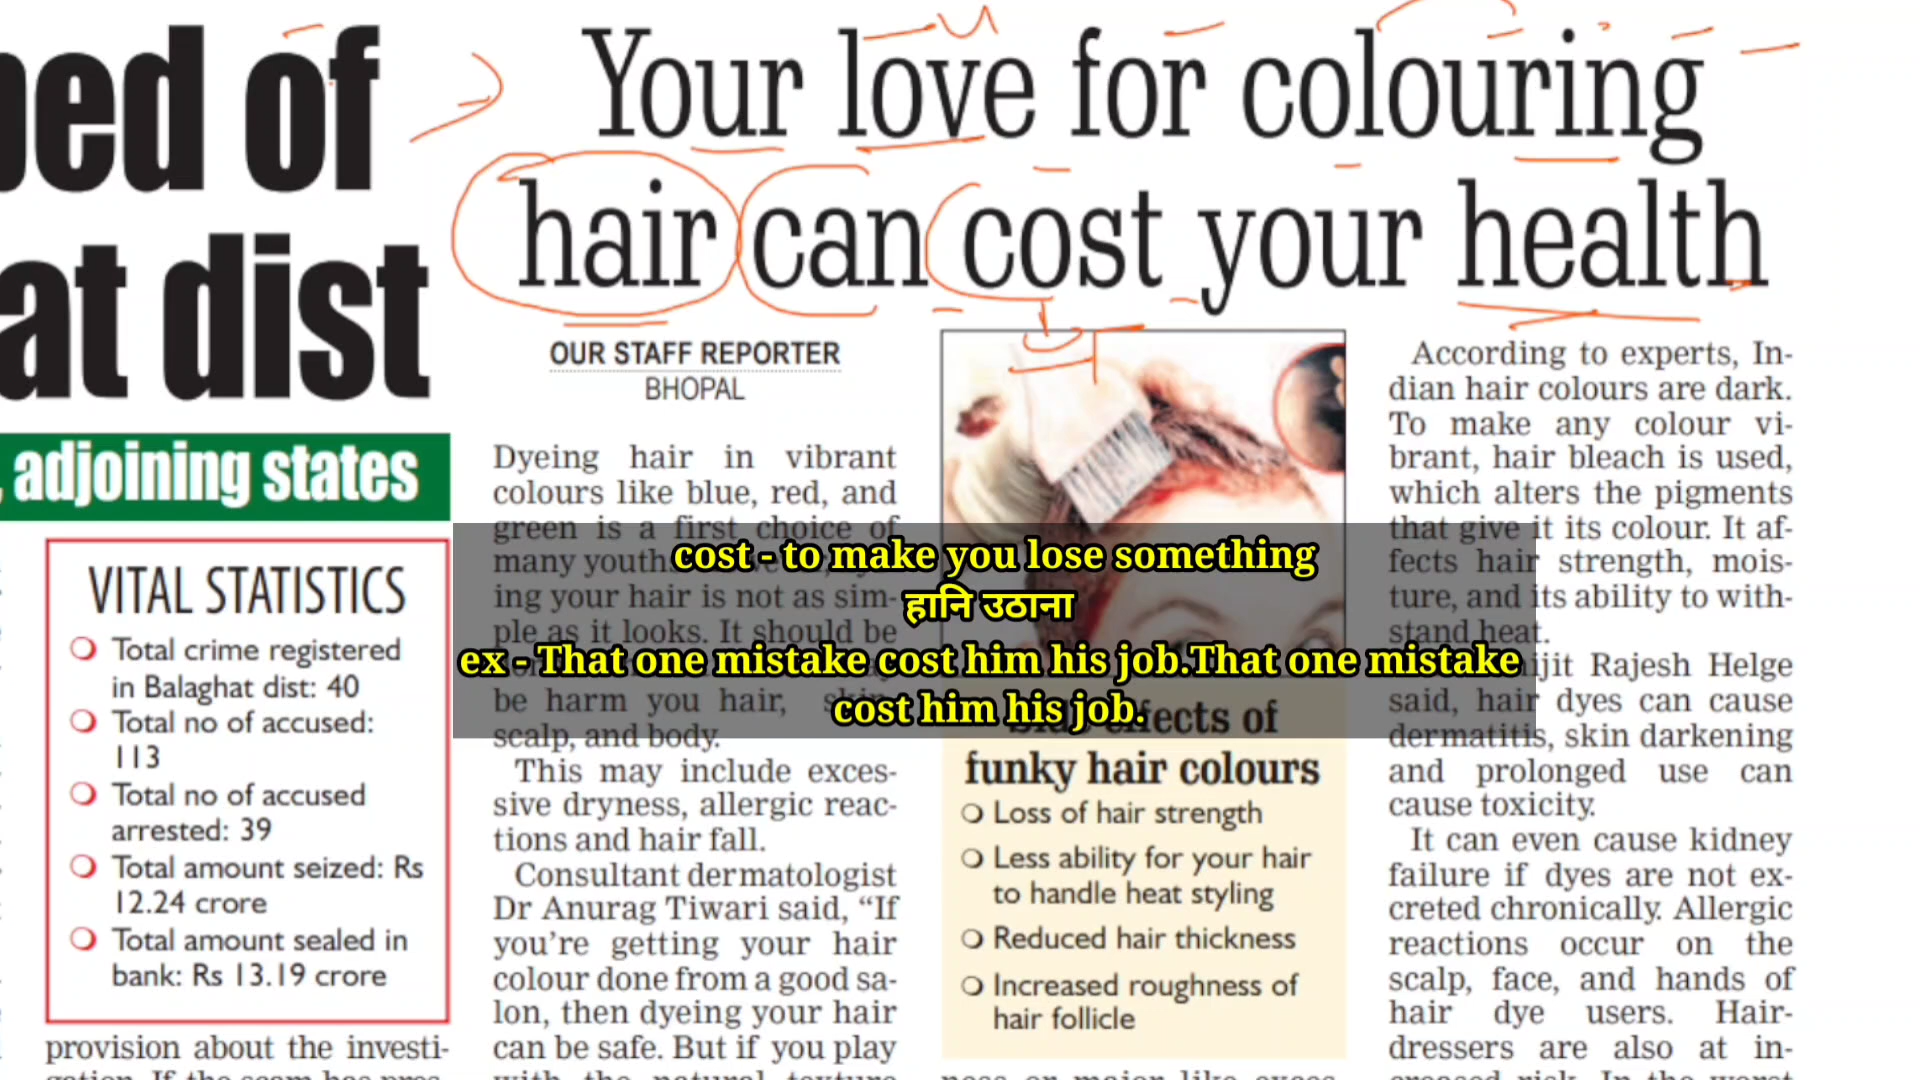 ed of
at dist
adjoining states
VITAL STATISTICS
Total crime registered
in Balaghat dist: 40
Total no of accused:
113
Total no of accused
arrested: 39
Total amount seized: Rs
12.24 crore
Total amount sealed in
bank: Rs 13.19 crore
provision about the investi-
Your love for colouring
hair can cost your health
OUR STAFF REPORTER
BHOPAL
Dyeing hair in vibrant
colours like blue, red, and
green is a first choice of
many youth
ing your hair is not as sim-
ple as it looks. It should be
be harm you hair, skin,
scalp, and body.
This may include exces-
sive dryness, allergic reac-
tions and hair fall.
Consultant dermatologist
Dr Anurag Tiwari said, “If
you’re getting your hair
colour done from a good sa-
lon, then dyeing your hair
can be safe. But if you play
with the natural texture
cost - to make you lose something
हानि उठाना
ex - That one mistake cost him his job.That one mistake
cost him his job.
effects of
funky hair colours
Loss of hair strength
Less ability for your hair
to handle heat styling
Reduced hair thickness
Increased roughness of
hair follicle
According to experts, In-
dian hair colours are dark.
To make any colour vi-
brant, hair bleach is used,
which alters the pigments
that give it its colour. It af-
fects hair strength, mois-
ture, and its ability to with-
stand heat.
ijit Rajesh Helge
said, hair dyes can cause
dermatitis, skin darkening
and prolonged use can
cause toxicity.
It can even cause kidney
failure if dyes are not ex-
creted chronically. Allergic
reactions occur on the
scalp, face, and hands of
hair dye users. Hair-
dressers are also at in-